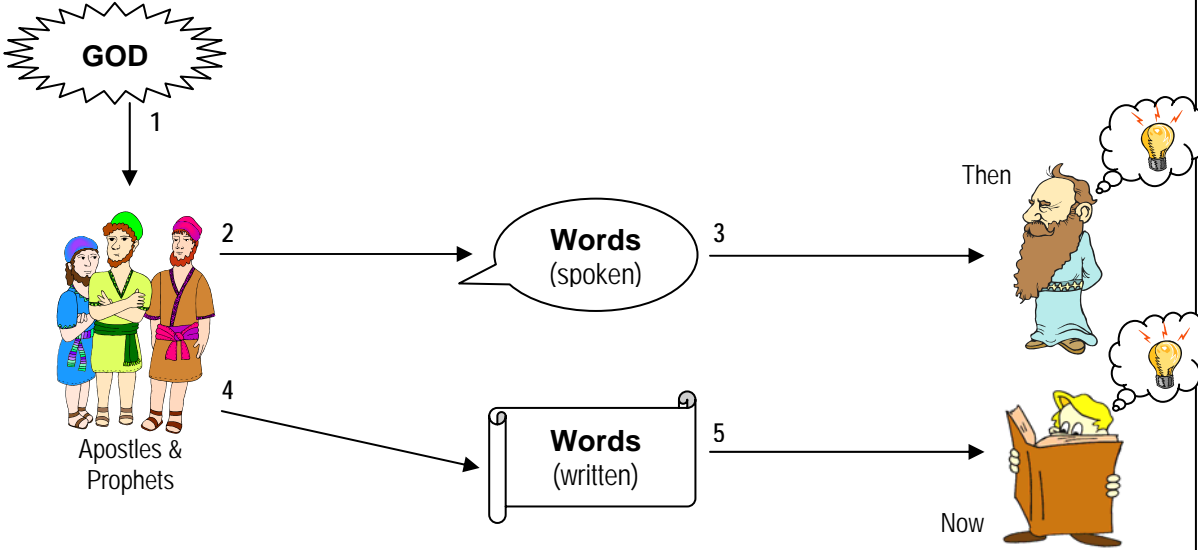 GOD
1
Then
2
Words
(spoken)
3
4
Apostles &
Prophets
Words
(written)
5
Now